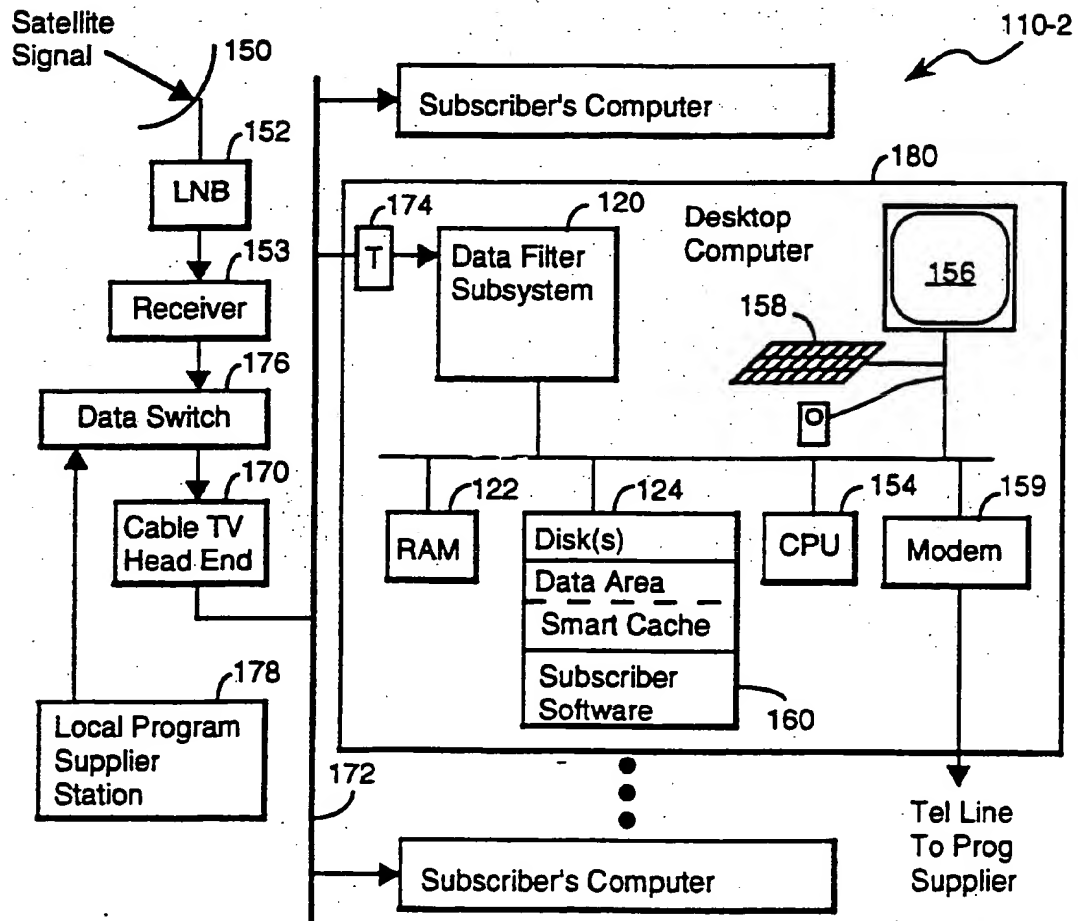 Satellite
Signal
150
110-2
Subscriber's Computer
152
LNB
180
174
T
120
Data Filter
Subsystem
Desktop
Computer
156
153
Receiver
158
176
Data Switch
170
Cable TV
Head End
122
RAM
124
Disk(s)
Data Area
Smart Cache
Subscriber
Software
160
154
CPU
159
Modem
178
Local Program
Supplier
Station
172
Tel Line
To Prog
Supplier
Subscriber's Computer